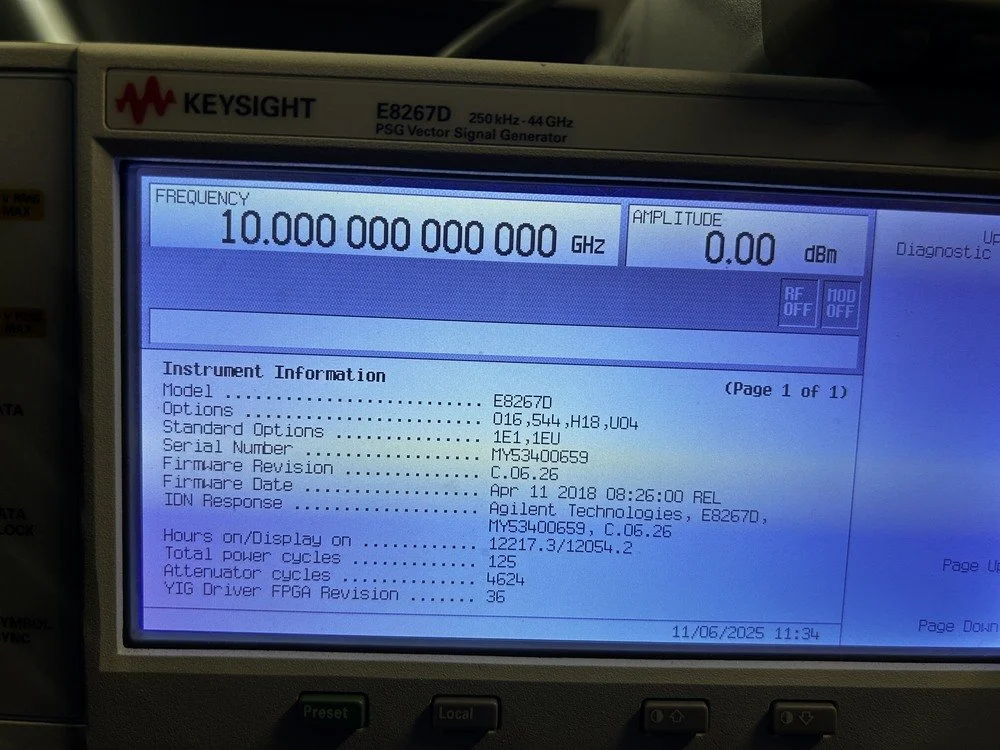 KEYSIGHT
E8267D 250 kHz - 44 GHz
PSG Vector Signal Generator
FREQUENCY
10.000 000 000 000 GHz
AMPLITUDE
0.00 dBm
RF OFF
MOD OFF
Diagnostic
Instrument Information
(Page 1 of 1)
Model .......................... E8267D
Options ........................ 016,544,H18,U04
Standard Options ............... 1E1,1EU
Serial Number .................. MY53400659
Firmware Revision .............. C.06.26
Firmware Date .................. Apr 11 2018 08:26:00 REL
IDN Response ................... Agilent Technologies, E8267D,
MY53400659, C.06.26
Hours on/Display on ............ 12217.3/12054.2
Total power cycles ............. 125
Attenuator cycles .............. 4624
YIG Driver FPGA Revision ....... 36
Page Up
Page Down
11/06/2025 11:34
Preset
Local
MAX
MAX